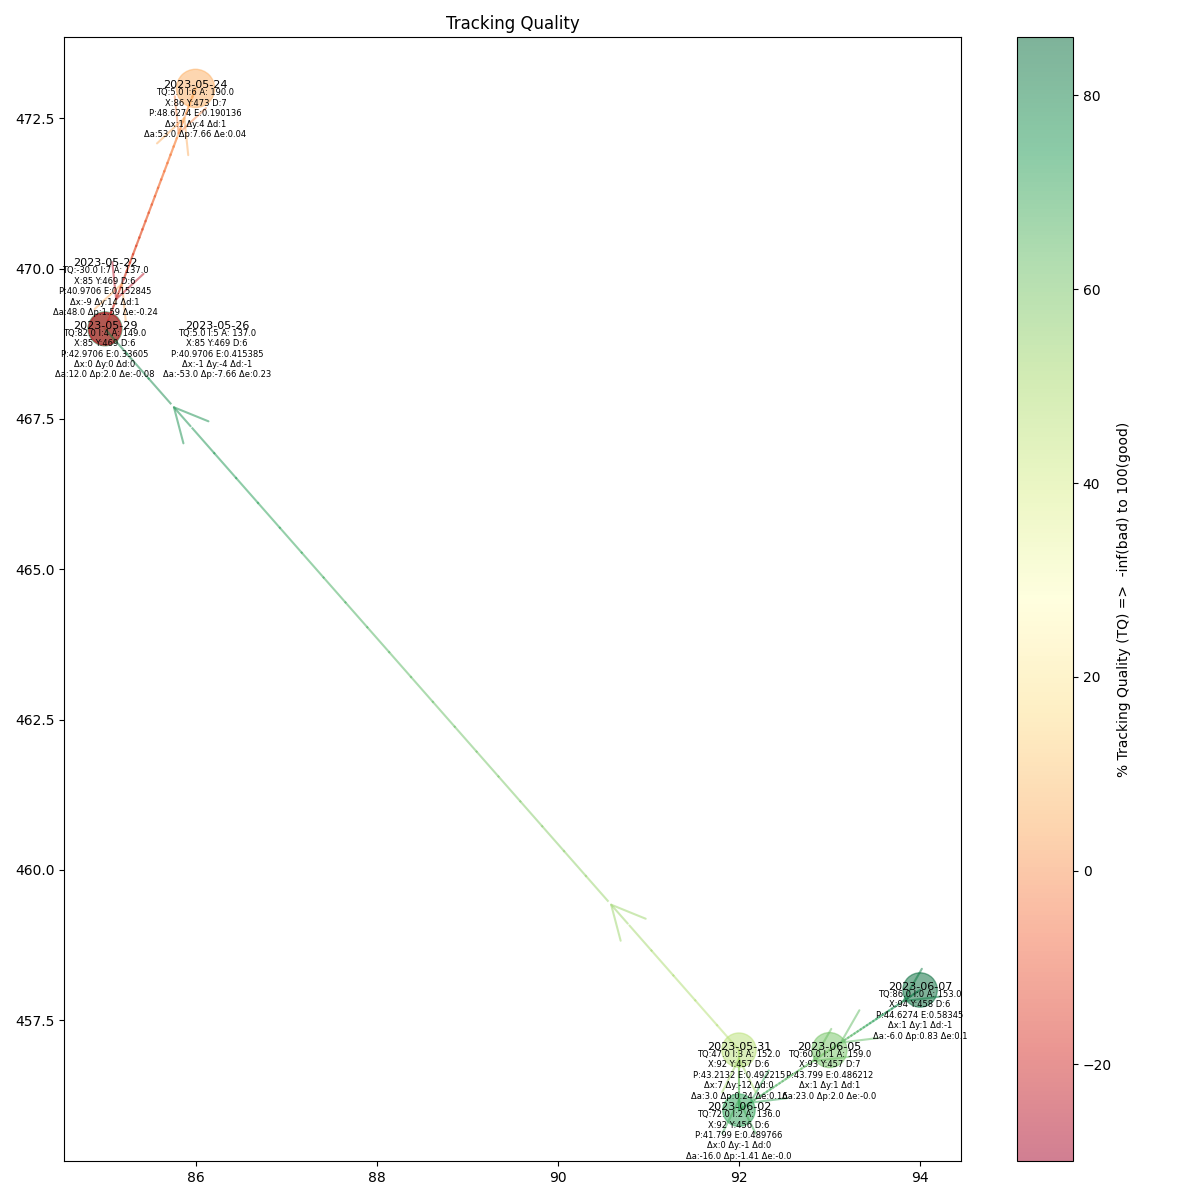 Tracking Quality
2023-05-24
TQ:5.0 I:6 A: 190.0
X:86 Y:473 D:7
P:48.6274 E:0.190136
Δx:1 Δy:4 Δd:1
Δa:53.0 Δp:7.66 Δe:0.04
2023-05-22
TQ:-30.0 I:7 A: 137.0
X:85 Y:469 D:6
P:40.9706 E:0.152845
Δx:-9 Δy:14 Δd:1
Δa:48.0 Δp:1.59 Δe:-0.24
2023-05-29
TQ:82.0 I:4 A: 149.0
X:85 Y:469 D:6
P:42.9706 E:0.33605
Δx:0 Δy:0 Δd:0
Δa:12.0 Δp:2.0 Δe:-0.08
2023-05-26
TQ:5.0 I:5 A: 137.0
X:85 Y:469 D:6
P:40.9706 E:0.415385
Δx:-1 Δy:-4 Δd:-1
Δa:-53.0 Δp:-7.66 Δe:0.23
2023-06-07
TQ:86.0 I:0 A: 153.0
X:94 Y:458 D:6
P:44.6274 E:0.58345
Δx:1 Δy:1 Δd:-1
Δa:-6.0 Δp:0.83 Δe:0.1
2023-05-31
TQ:47.0 I:3 A: 152.0
X:92 Y:457 D:6
P:43.2132 E:0.492215
Δx:7 Δy:-12 Δd:0
Δa:3.0 Δp:0.24 Δe:0.16
2023-06-05
TQ:60.0 I:1 A: 159.0
X:93 Y:457 D:7
P:43.799 E:0.486212
Δx:1 Δy:1 Δd:1
Δa:23.0 Δp:2.0 Δe:-0.0
2023-06-02
TQ:72.0 I:2 A: 136.0
X:92 Y:456 D:6
P:41.799 E:0.489766
Δx:0 Δy:-1 Δd:0
Δa:-16.0 Δp:-1.41 Δe:-0.0
472.5
470.0
467.5
465.0
462.5
460.0
457.5
86
88
90
92
94
80
60
40
20
0
−20
% Tracking Quality (TQ) => -inf(bad) to 100(good)